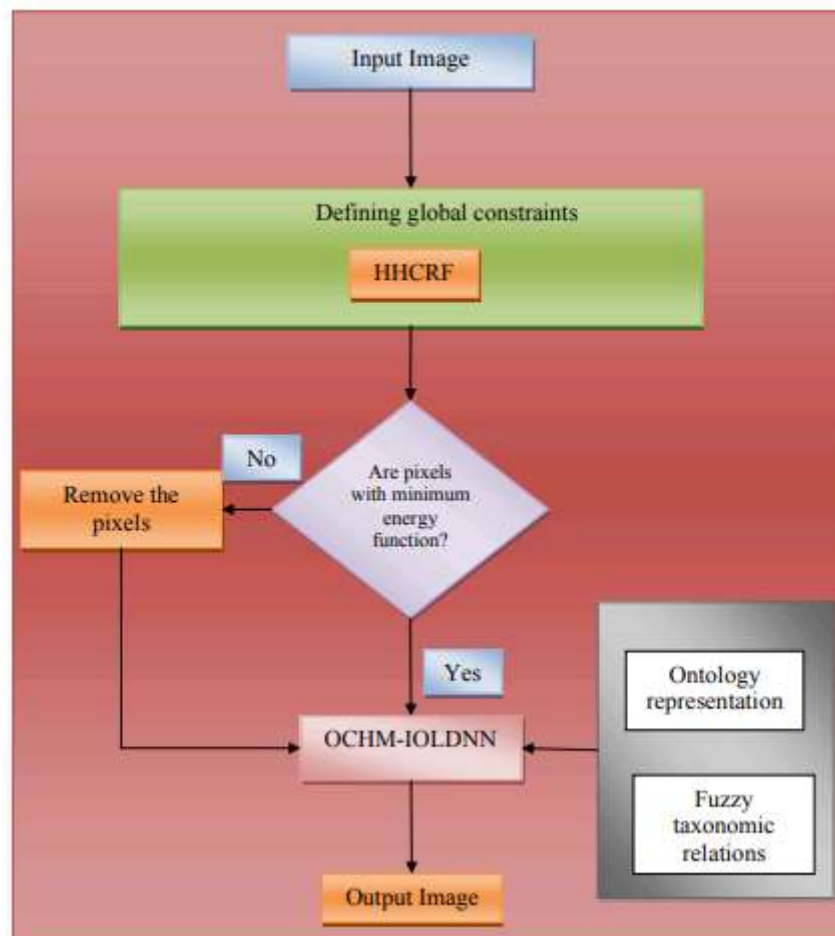 Input Image
Defining global constraints
HHCRF
Are pixels
with minimum
energy
function?
No
Remove the
pixels
Yes
OCHM-IOLDNN
Ontology
representation
Fuzzy
taxonomic
relations
Output Image